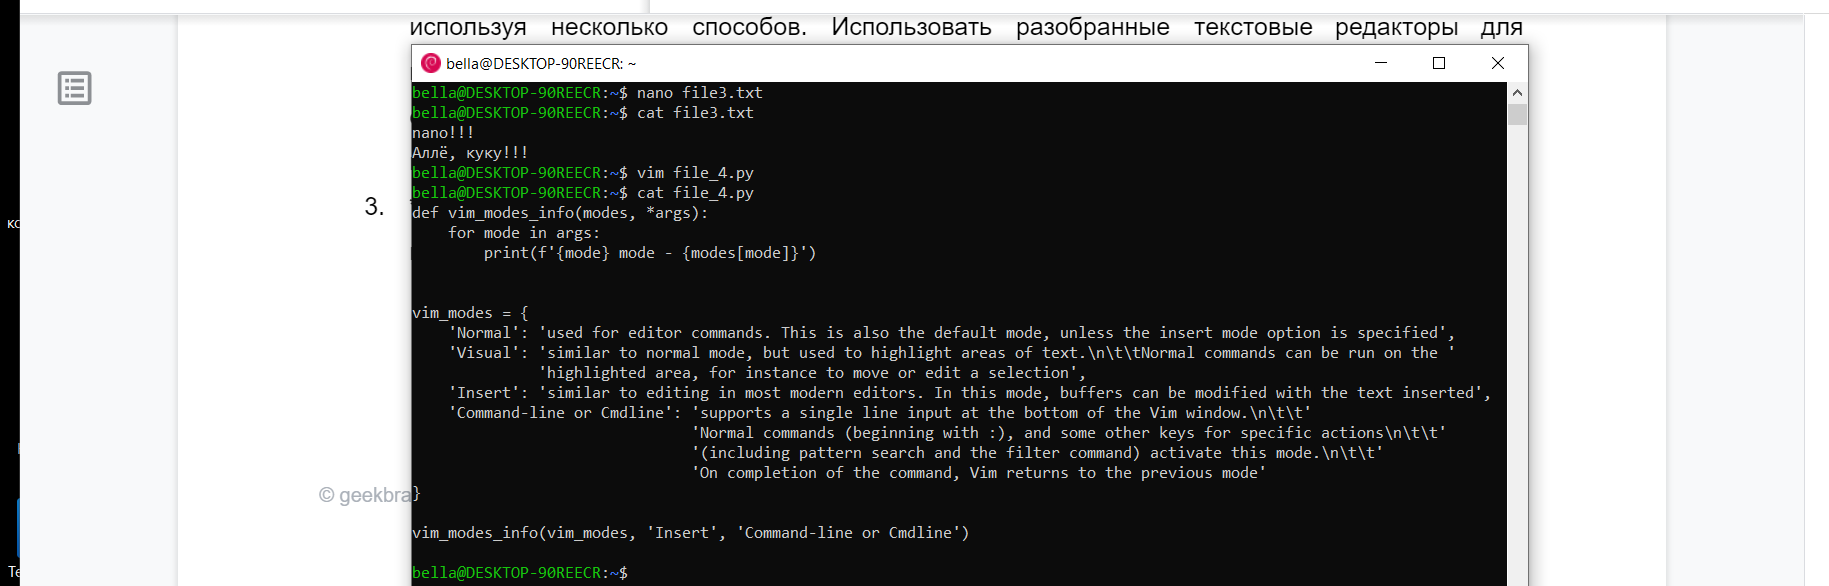 используя несколько способов. Использовать разобранные текстовые редакторы для
bella@DESKTOP-90REECR: ~
bella@DESKTOP-90REECR:~$ nano file3.txt
bella@DESKTOP-90REECR:~$ cat file3.txt
nano!!!
Аллё, куку!!!
bella@DESKTOP-90REECR:~$ vim file_4.py
bella@DESKTOP-90REECR:~$ cat file_4.py
3.
def vim_modes_info(modes, *args):
    for mode in args:
        print(f'{mode} mode - {modes[mode]}')
vim_modes = {
    'Normal': 'used for editor commands. This is also the default mode, unless the insert mode option is specified',
    'Visual': 'similar to normal mode, but used to highlight areas of text.\n\t\tNormal commands can be run on the '
              'highlighted area, for instance to move or edit a selection',
    'Insert': 'similar to editing in most modern editors. In this mode, buffers can be modified with the text inserted',
    'Command-line or Cmdline': 'supports a single line input at the bottom of the Vim window.\n\t\t'
                               'Normal commands (beginning with :), and some other keys for specific actions\n\t\t'
                               '(including pattern search and the filter command) activate this mode.\n\t\t'
                               'On completion of the command, Vim returns to the previous mode'
}
© geekbra
vim_modes_info(vim_modes, 'Insert', 'Command-line or Cmdline')
bella@DESKTOP-90REECR:~$